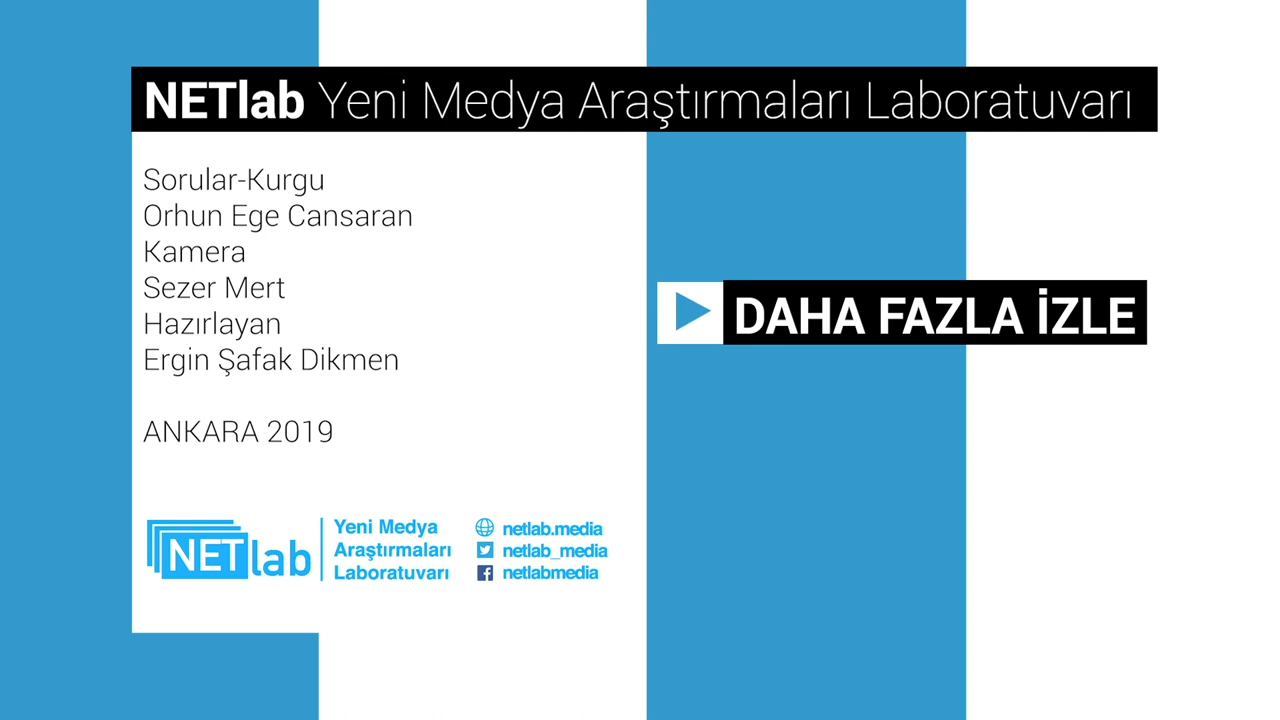 NETlab Yeni Medya Araştırmaları Laboratuvarı
Sorular-Kurgu
Orhun Ege Cansaran
Kamera
Sezer Mert
Hazırlayan
Ergin Şafak Dikmen
ANKARA 2019
DAHA FAZLA İZLE
NETlab
Yeni Medya
Araştırmaları
Laboratuvarı
netlab.media
netlab_media
netlabmedia